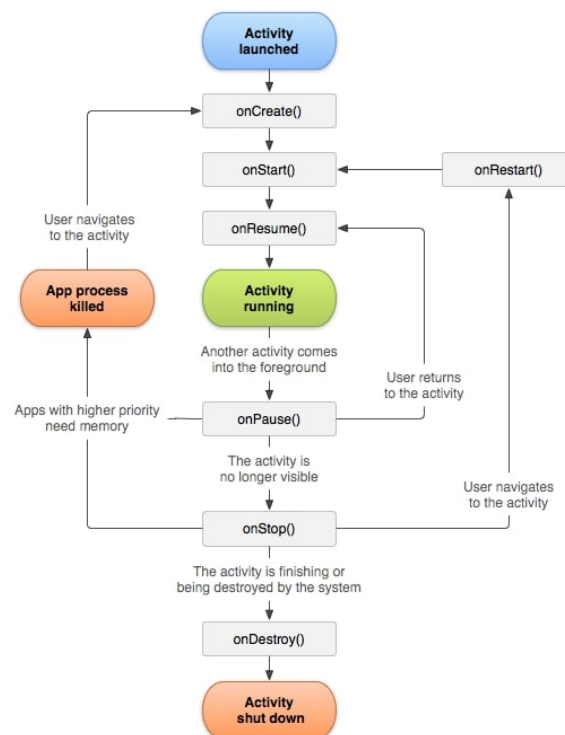 Activity
launched
onCreate()
onStart()
onRestart()
User navigates
to the activity
onResume()
App process
killed
Activity
running
Another activity comes
into the foreground
User returns
to the activity
Apps with higher priority
need memory
onPause()
The activity is
no longer visible
User navigates
to the activity
onStop()
The activity is finishing or
being destroyed by the system
onDestroy()
Activity
shut down